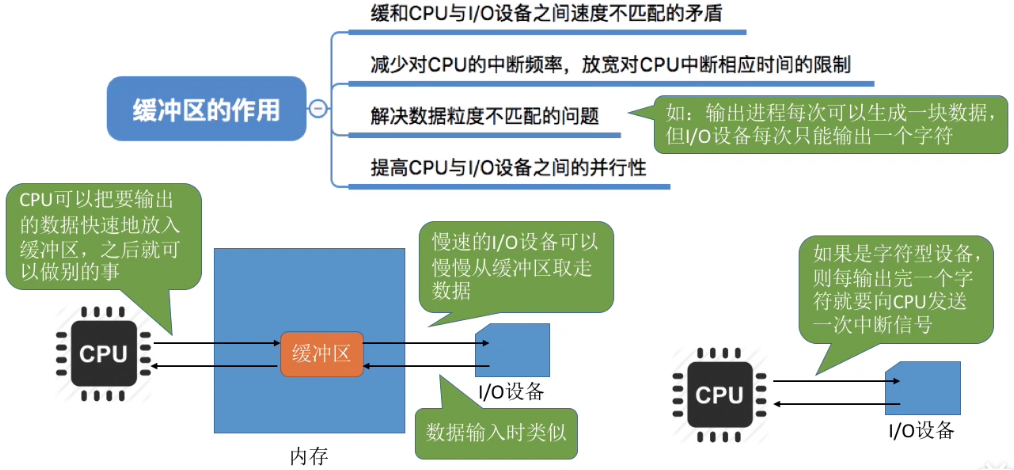 缓和CPU与I/O设备之间速度不匹配的矛盾
减少对CPU的中断频率，放宽对CPU中断相应时间的限制
缓冲区的作用
解决数据粒度不匹配的问题
如：输出进程每次可以生成一块数据，
但I/O设备每次只能输出一个字符
提高CPU与I/O设备之间的并行性
CPU可以把要输出
的数据快速地放入
缓冲区，之后就可
以做别的事
慢速的I/O设备可以
慢慢从缓冲区取走
数据
如果是字符型设备，
则每输出完一个字
符就要向CPU发送
一次中断信号
CPU
缓冲区
I/O设备
数据输入时类似
内存
CPU
I/O设备